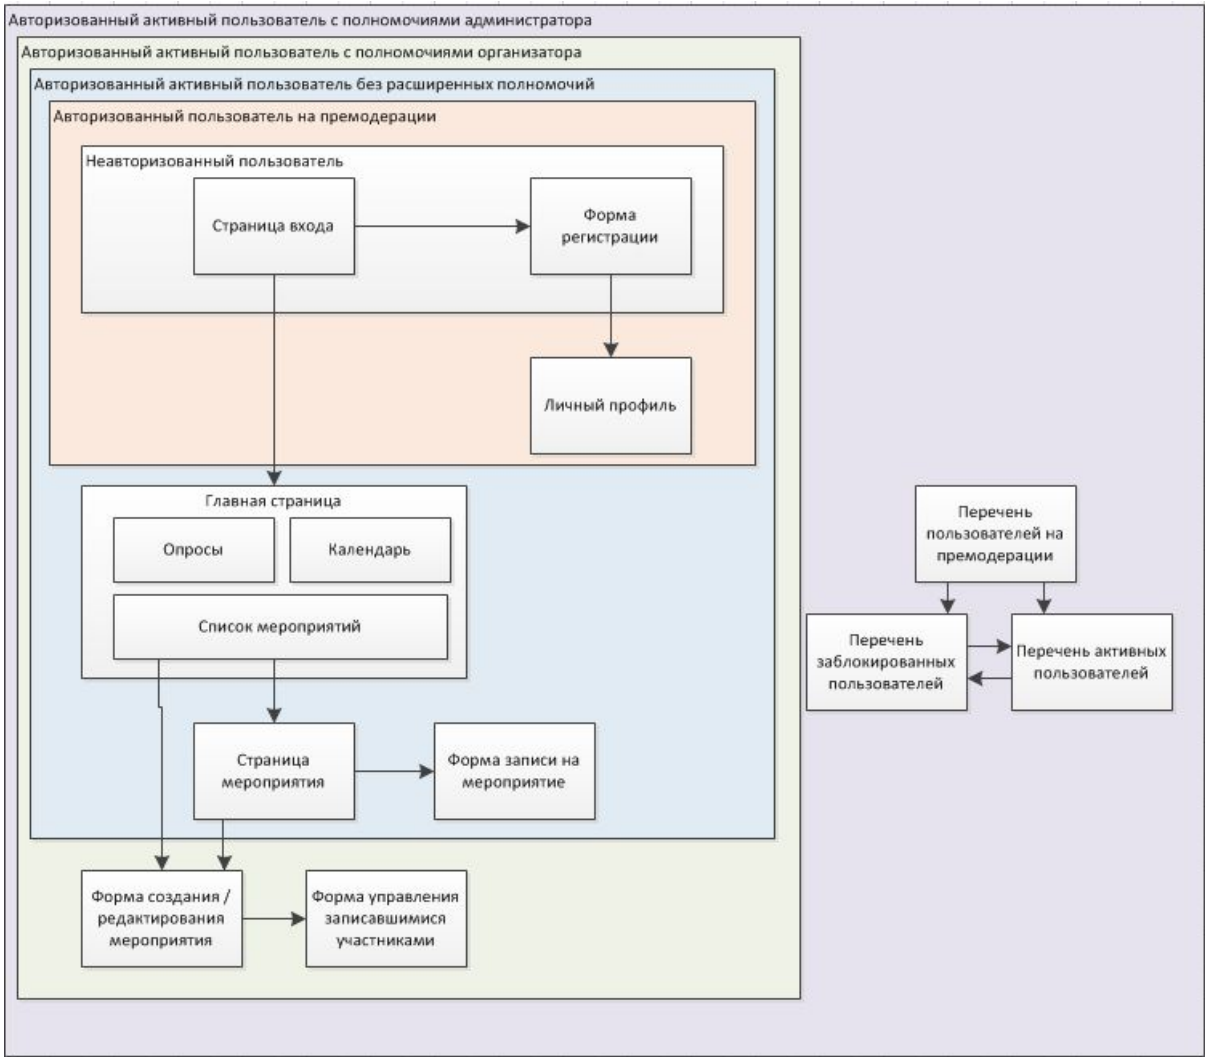 Авторизованный активный пользователь с полномочиями администратора
Авторизованный активный пользователь с полномочиями организатора
Авторизованный активный пользователь без расширенных полномочий
Авторизованный пользователь на премодерации
Неавторизованный пользователь
Страница входа
Форма
регистрации
Личный профиль
Главная страница
Опросы
Календарь
Список мероприятий
Страница
мероприятия
Форма записи на
мероприятие
Форма создания /
редактирования
мероприятия
Форма управления
записавшимися
участниками
Перечень
пользователей на
премодерации
Перечень
заблокированных
пользователей
Перечень активных
пользователей